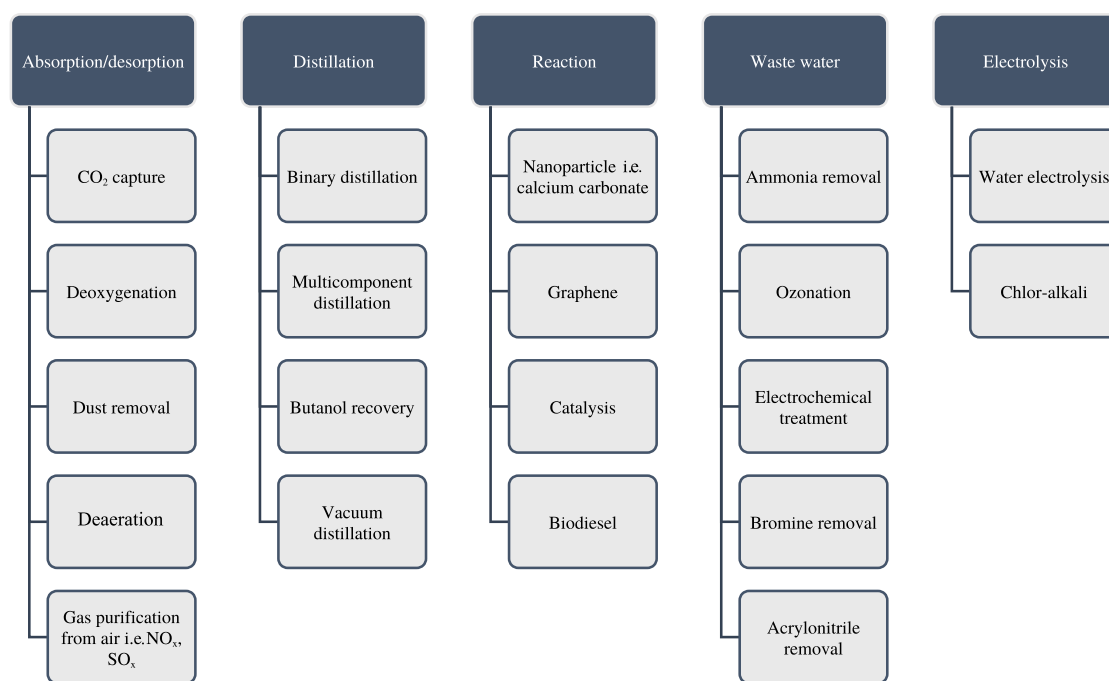 Absorption/desorption
CO₂ capture
Deoxygenation
Dust removal
Deaeration
Gas purification
from air i.e.NOₓ,
SOₓ
Distillation
Binary distillation
Multicomponent
distillation
Butanol recovery
Vacuum
distillation
Reaction
Nanoparticle i.e.
calcium carbonate
Graphene
Catalysis
Biodiesel
Waste water
Ammonia removal
Ozonation
Electrochemical
treatment
Bromine removal
Acrylonitrile
removal
Electrolysis
Water electrolysis
Chlor-alkali